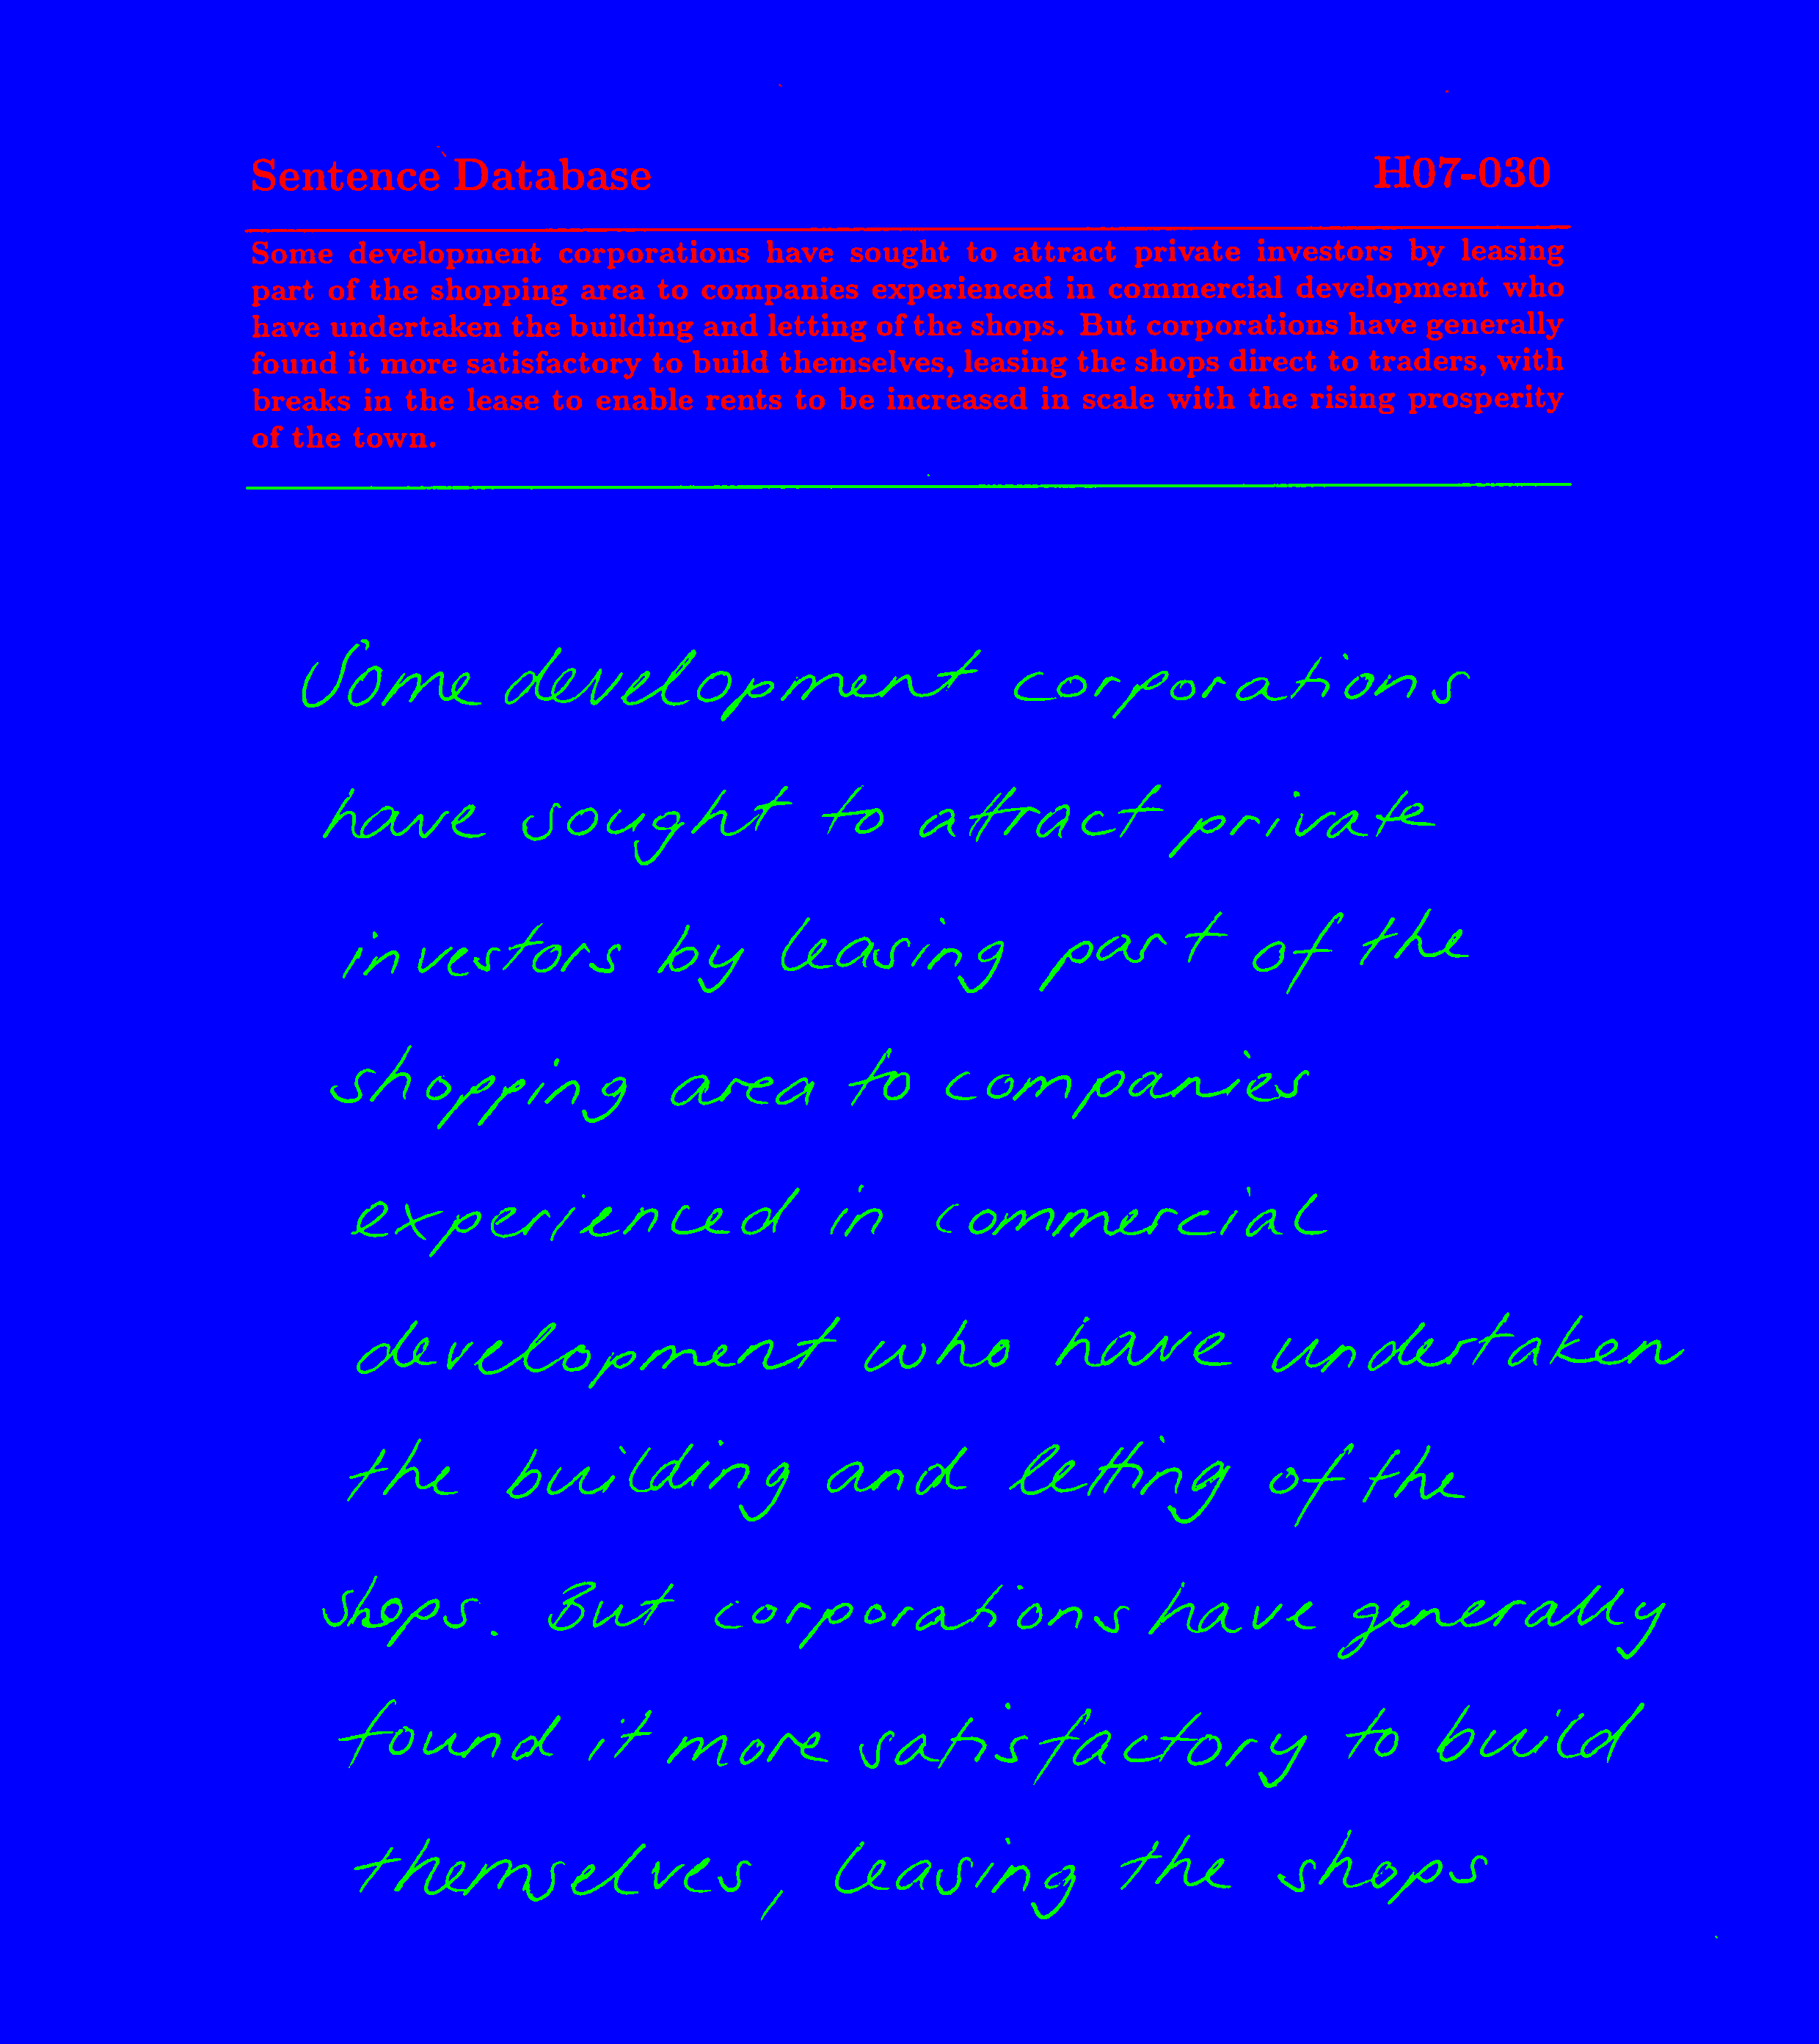 Sentence Database H07-030
Some development corporations have sought to attract private investors by leasing
part of the shopping area to companies experienced in commercial development who
have undertaken the building and letting of the shops. But corporations have generally
found it more satisfactory to build themselves, leasing the shops direct to traders, with
breaks in the lease to enable rents to be increased in scale with the rising prosperity
of the town.
Some development corporations
have sought to attract private
investors by leasing part of the
shopping area to companies
experienced in commercial
development who have undertaken
the building and letting of the
shops. But corporations have generally
found it more satisfactory to build
themselves, leasing the shops